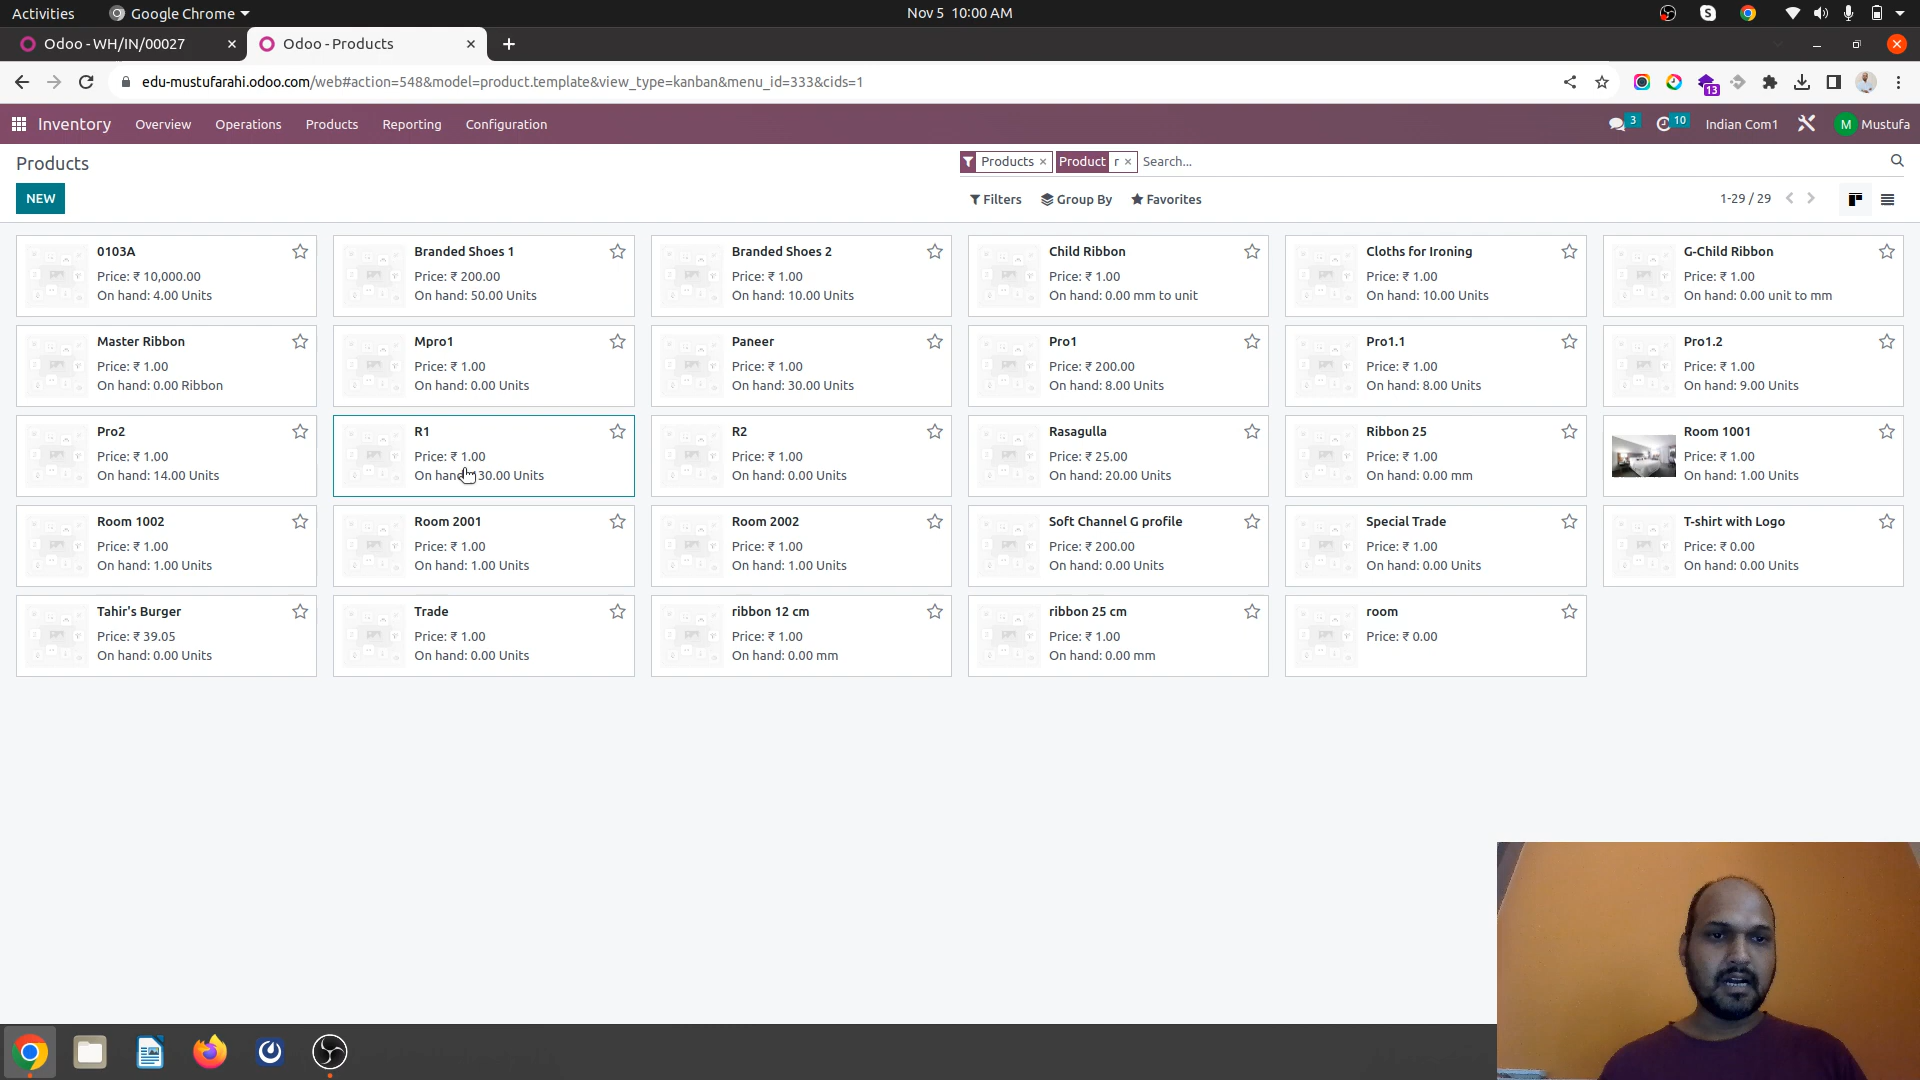 Activities
Google Chrome
Nov 5 10:00 AM
Odoo - WH/IN/00027
Odoo - Products
edu-mustufarahi.odoo.com/web#action=548&model=product.template&view_type=kanban&menu_id=333&cids=1
13
Inventory
Overview
Operations
Products
Reporting
Configuration
3
10
Indian Com1
M
Mustufa
Products
Products
Product
r
Search...
NEW
Filters
Group By
Favorites
1-29 / 29
0103A
Price: ₹ 10,000.00
On hand: 4.00 Units
Branded Shoes 1
Price: ₹ 200.00
On hand: 50.00 Units
Branded Shoes 2
Price: ₹ 1.00
On hand: 10.00 Units
Child Ribbon
Price: ₹ 1.00
On hand: 0.00 mm to unit
Cloths for Ironing
Price: ₹ 1.00
On hand: 10.00 Units
G-Child Ribbon
Price: ₹ 1.00
On hand: 0.00 unit to mm
Master Ribbon
Price: ₹ 1.00
On hand: 0.00 Ribbon
Mpro1
Price: ₹ 1.00
On hand: 0.00 Units
Paneer
Price: ₹ 1.00
On hand: 30.00 Units
Pro1
Price: ₹ 200.00
On hand: 8.00 Units
Pro1.1
Price: ₹ 1.00
On hand: 8.00 Units
Pro1.2
Price: ₹ 1.00
On hand: 9.00 Units
Pro2
Price: ₹ 1.00
On hand: 14.00 Units
R1
Price: ₹ 1.00
On hand: 30.00 Units
R2
Price: ₹ 1.00
On hand: 0.00 Units
Rasagulla
Price: ₹ 25.00
On hand: 20.00 Units
Ribbon 25
Price: ₹ 1.00
On hand: 0.00 mm
Room 1001
Price: ₹ 1.00
On hand: 1.00 Units
Room 1002
Price: ₹ 1.00
On hand: 1.00 Units
Room 2001
Price: ₹ 1.00
On hand: 1.00 Units
Room 2002
Price: ₹ 1.00
On hand: 1.00 Units
Soft Channel G profile
Price: ₹ 200.00
On hand: 0.00 Units
Special Trade
Price: ₹ 1.00
On hand: 0.00 Units
T-shirt with Logo
Price: ₹ 0.00
On hand: 0.00 Units
Tahir's Burger
Price: ₹ 39.05
On hand: 0.00 Units
Trade
Price: ₹ 1.00
On hand: 0.00 Units
ribbon 12 cm
Price: ₹ 1.00
On hand: 0.00 mm
ribbon 25 cm
Price: ₹ 1.00
On hand: 0.00 mm
room
Price: ₹ 0.00